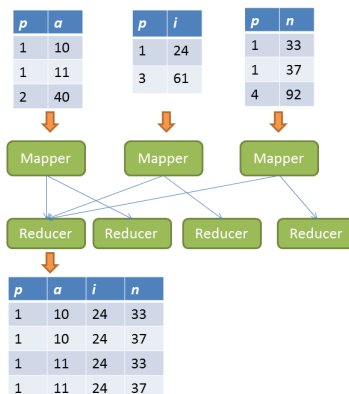 p a
1 10
1 11
2 40
p i
1 24
3 61
p n
1 33
1 37
4 92
Mapper Mapper Mapper
Reducer Reducer Reducer Reducer
p a i n
1 10 24 33
1 10 24 37
1 11 24 33
1 11 24 37